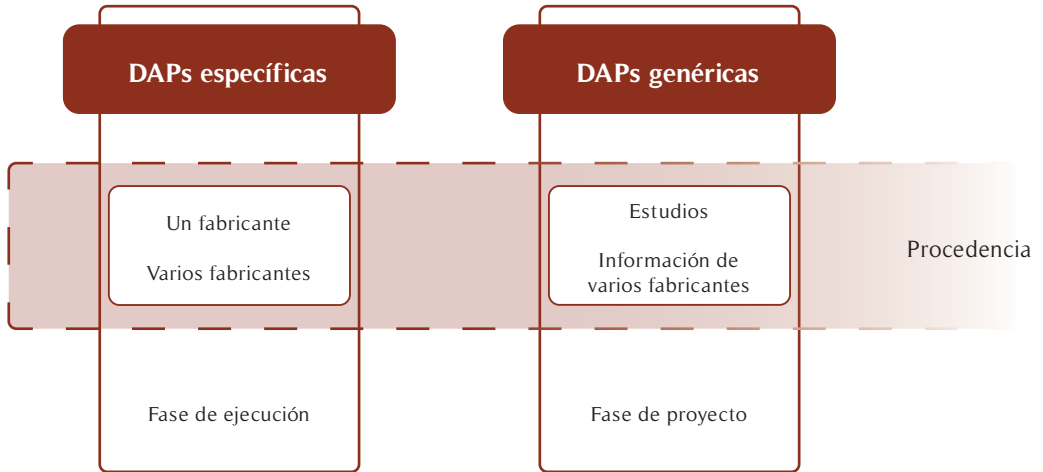 DAPs específicas
DAPs genéricas
Un fabricante
Varios fabricantes
Estudios
Información de
varios fabricantes
Procedencia
Fase de ejecución
Fase de proyecto